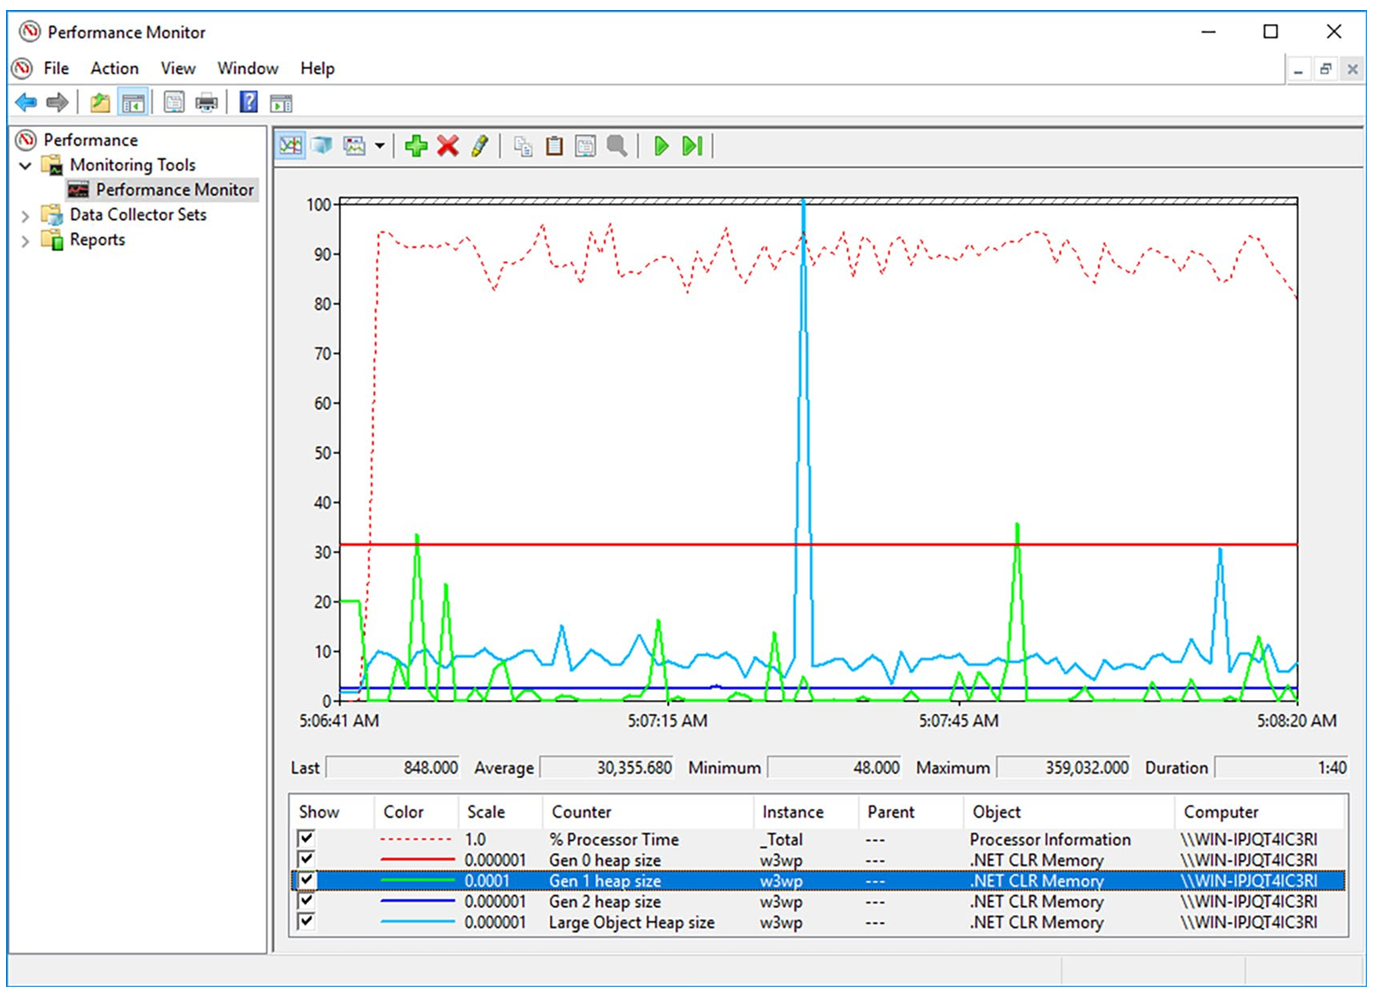 Performance Monitor
File Action View Window Help
Performance
Monitoring Tools
Performance Monitor
Data Collector Sets
Reports
100
90
80
70
60
50
40
30
20
10
0
5:06:41 AM 5:07:15 AM 5:07:45 AM 5:08:20 AM
Last 848.000 Average 30,355.680 Minimum 48.000 Maximum 359,032.000 Duration 1:40
Show Color Scale Counter Instance Parent Object Computer
1.0 % Processor Time _Total --- Processor Information \\WIN-IPJQT4IC3RI
0.000001 Gen 0 heap size w3wp --- .NET CLR Memory \\WIN-IPJQT4IC3RI
0.0001 Gen 1 heap size w3wp --- .NET CLR Memory \\WIN-IPJQT4IC3RI
0.000001 Gen 2 heap size w3wp --- .NET CLR Memory \\WIN-IPJQT4IC3RI
0.000001 Large Object Heap size w3wp --- .NET CLR Memory \\WIN-IPJQT4IC3RI